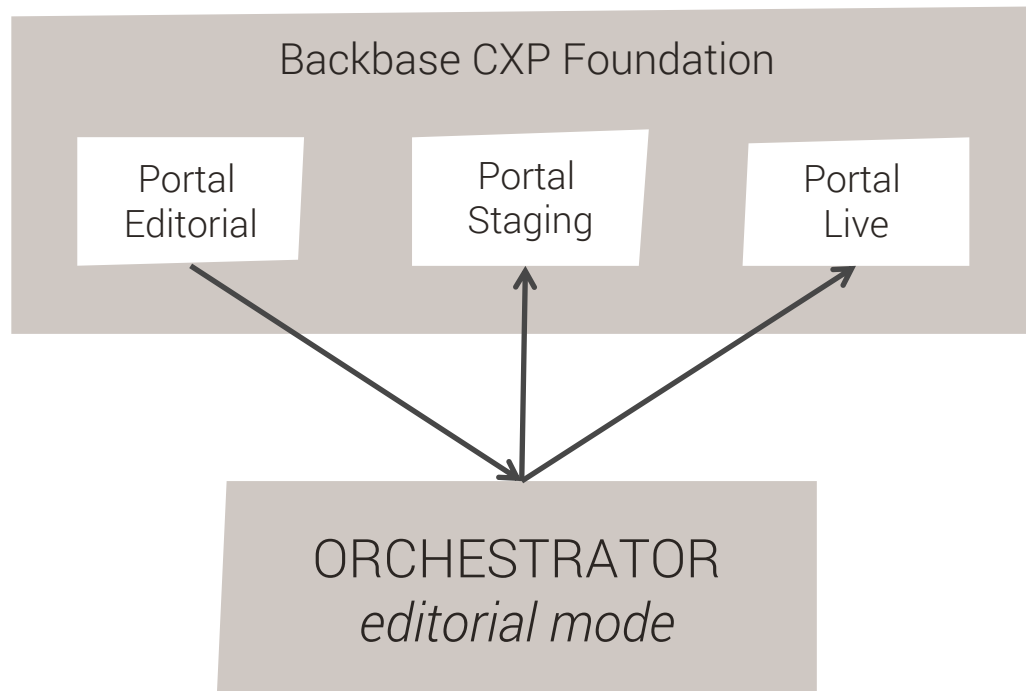 Backbase CXP Foundation
Portal
Editorial
Portal
Staging
Portal
Live
ORCHESTRATOR
editorial mode